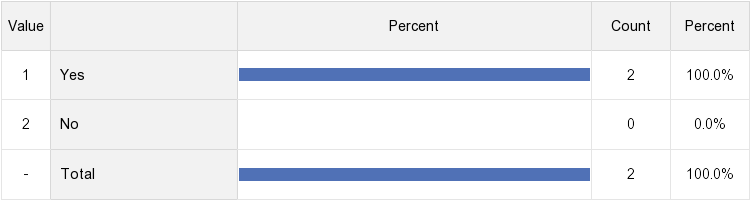 Value Percent Count Percent
1 Yes 2 100.0%
2 No 0 0.0%
- Total 2 100.0%